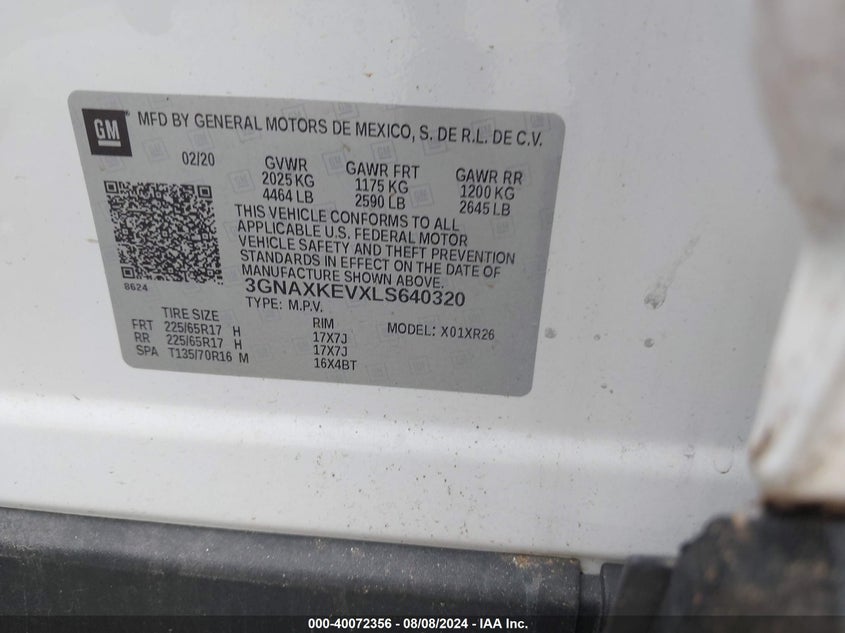 GM
MFD BY GENERAL MOTORS DE MEXICO, S. DE R.L. DE C.V.
02/20
GVWR
2025 KG
4464 LB
GAWR FRT
1175 KG
2590 LB
GAWR RR
1200 KG
2645 LB
THIS VEHICLE CONFORMS TO ALL
APPLICABLE U.S. FEDERAL MOTOR
VEHICLE SAFETY AND THEFT PREVENTION
STANDARDS IN EFFECT ON THE DATE OF
MANUFACTURE SHOWN ABOVE.
8624
3GNAXKEVXLS640320
TYPE: M.P.V.
MODEL: X01XR26
TIRE SIZE RIM
FRT 225/65R17 H 17X7J
RR 225/65R17 H 17X7J
SPA T135/70R16 M 16X4BT
000-40072356 - 08/08/2024 - IAA Inc.